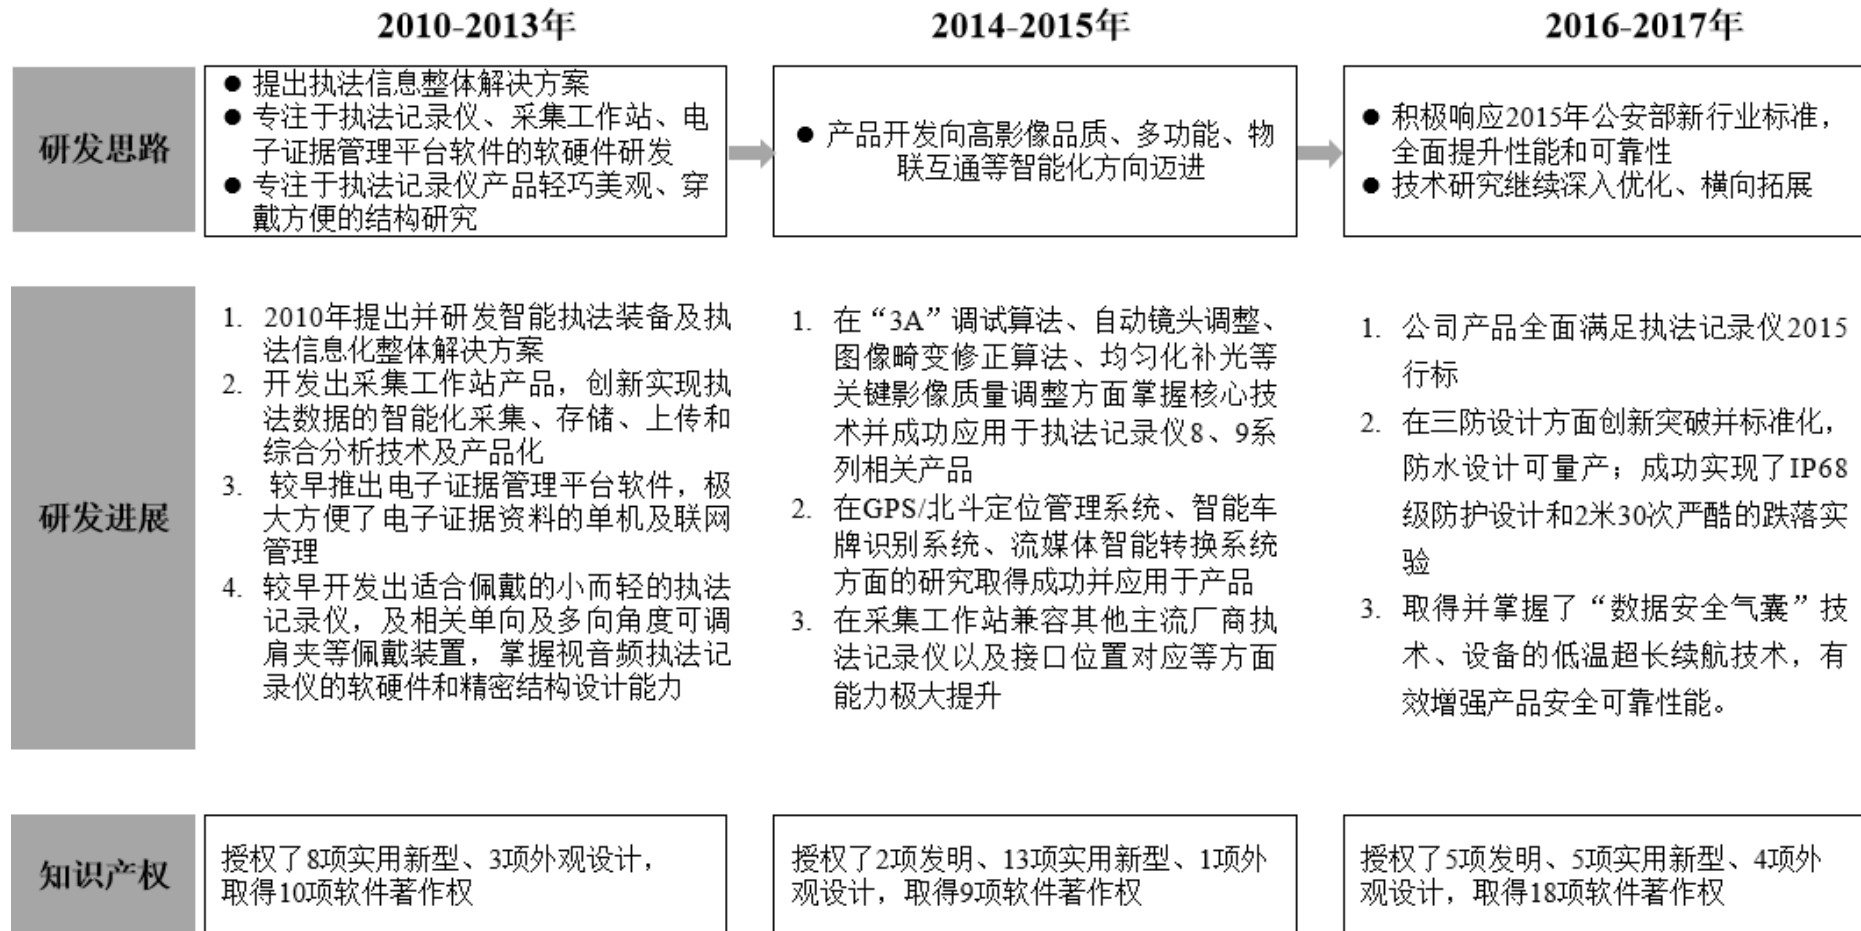 2010-2013年
2014-2015年
2016-2017年
研发思路
● 提出执法信息整体解决方案
● 专注于执法记录仪、采集工作站、电
子证据管理平台软件的软硬件研发
● 专注于执法记录仪产品轻巧美观、穿
戴方便的结构研究
● 产品开发向高影像品质、多功能、物
联互通等智能化方向迈进
● 积极响应2015年公安部新行业标准，
全面提升性能和可靠性
● 技术研究继续深入优化、横向拓展
研发进展
1. 2010年提出并研发智能执法装备及执
法信息化整体解决方案
2. 开发出采集工作站产品，创新实现执
法数据的智能化采集、存储、上传和
综合分析技术及产品化
3. 较早推出电子证据管理平台软件，极
大方便了电子证据资料的单机及联网
管理
4. 较早开发出适合佩戴的小而轻的执法
记录仪，及相关单向及多向角度可调
肩夹等佩戴装置，掌握视音频执法记
录仪的软硬件和精密结构设计能力
1. 在“3A”调试算法、自动镜头调整、
图像畸变修正算法、均匀化补光等
关键影像质量调整方面掌握核心技
术并成功应用于执法记录仪8、9系
列相关产品
2. 在GPS/北斗定位管理系统、智能车
牌识别系统、流媒体智能转换系统
方面的研究取得成功并应用于产品
3. 在采集工作站兼容其他主流厂商执
法记录仪以及接口位置对应等方面
能力极大提升
1. 公司产品全面满足执法记录仪2015
行标
2. 在三防设计方面创新突破并标准化，
防水设计可量产；成功实现了IP68
级防护设计和2米30次严酷的跌落实
验
3. 取得并掌握了“数据安全气囊”技
术、设备的低温超长续航技术，有
效增强产品安全可靠性能。
知识产权
授权了8项实用新型、3项外观设计，
取得10项软件著作权
授权了2项发明、13项实用新型、1项外
观设计，取得9项软件著作权
授权了5项发明、5项实用新型、4项外
观设计，取得18项软件著作权